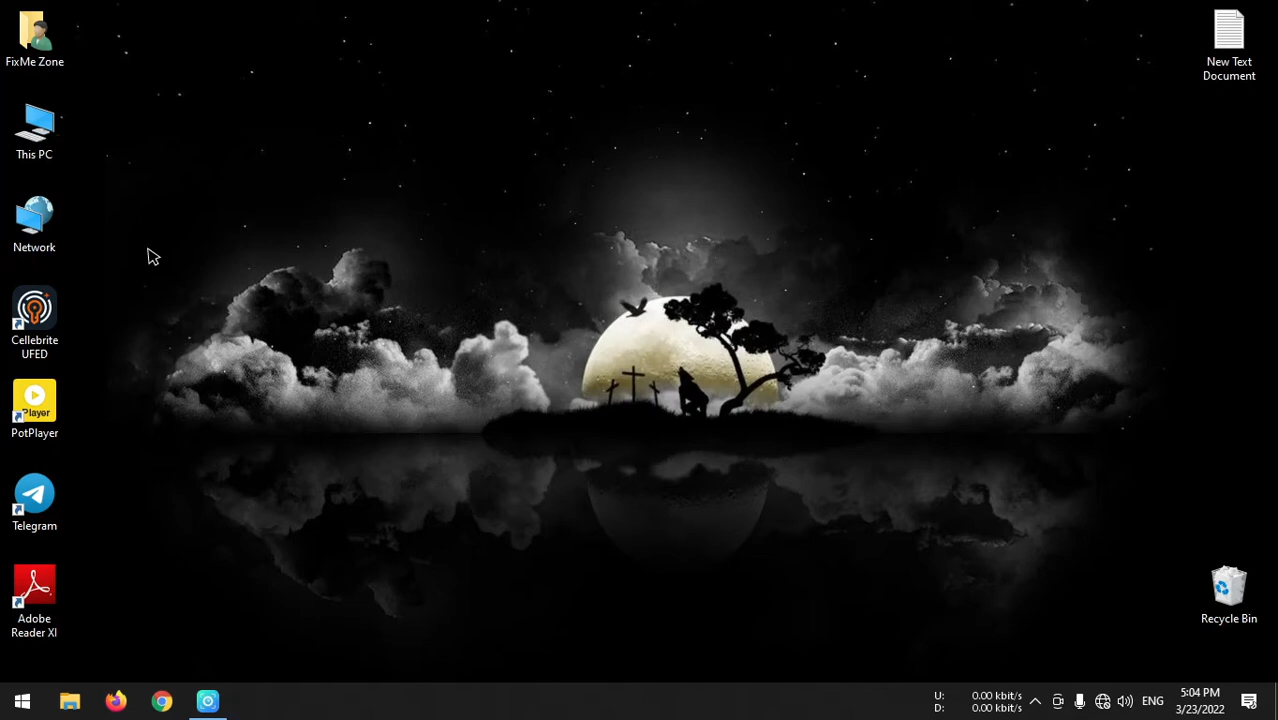 FixMe Zone
This PC
Network
Cellebrite
UFED
Player
PotPlayer
Telegram
Adobe
Reader XI
New Text
Document
Recycle Bin
U: 0.00 kbit/s
D: 0.00 kbit/s
ENG
5:04 PM
3/23/2022